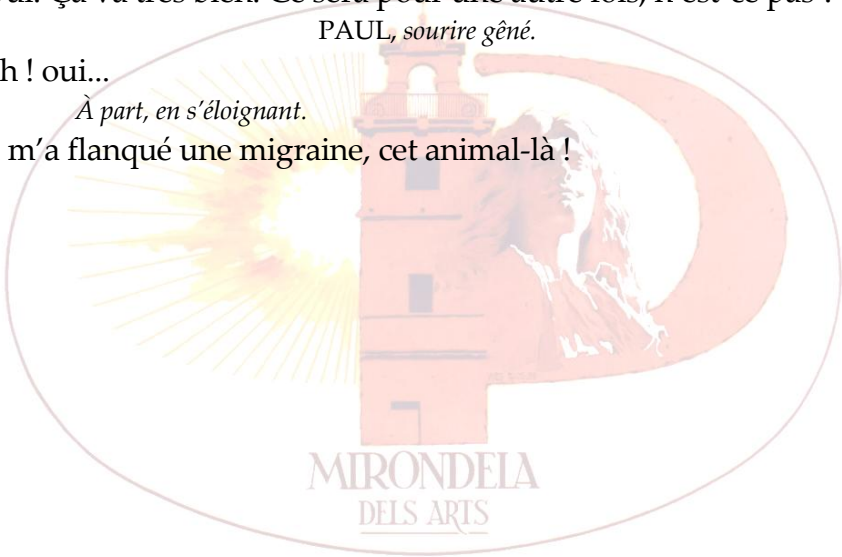 ui. Ça va très bien. Ce sera pour une autre fois, n'est-ce pas ?
PAUL, sourire gêné.
h ! oui...
À part, en s'éloignant.
m'a flanqué une migraine, cet animal-là !
MIRONDELA
DELS ARTS